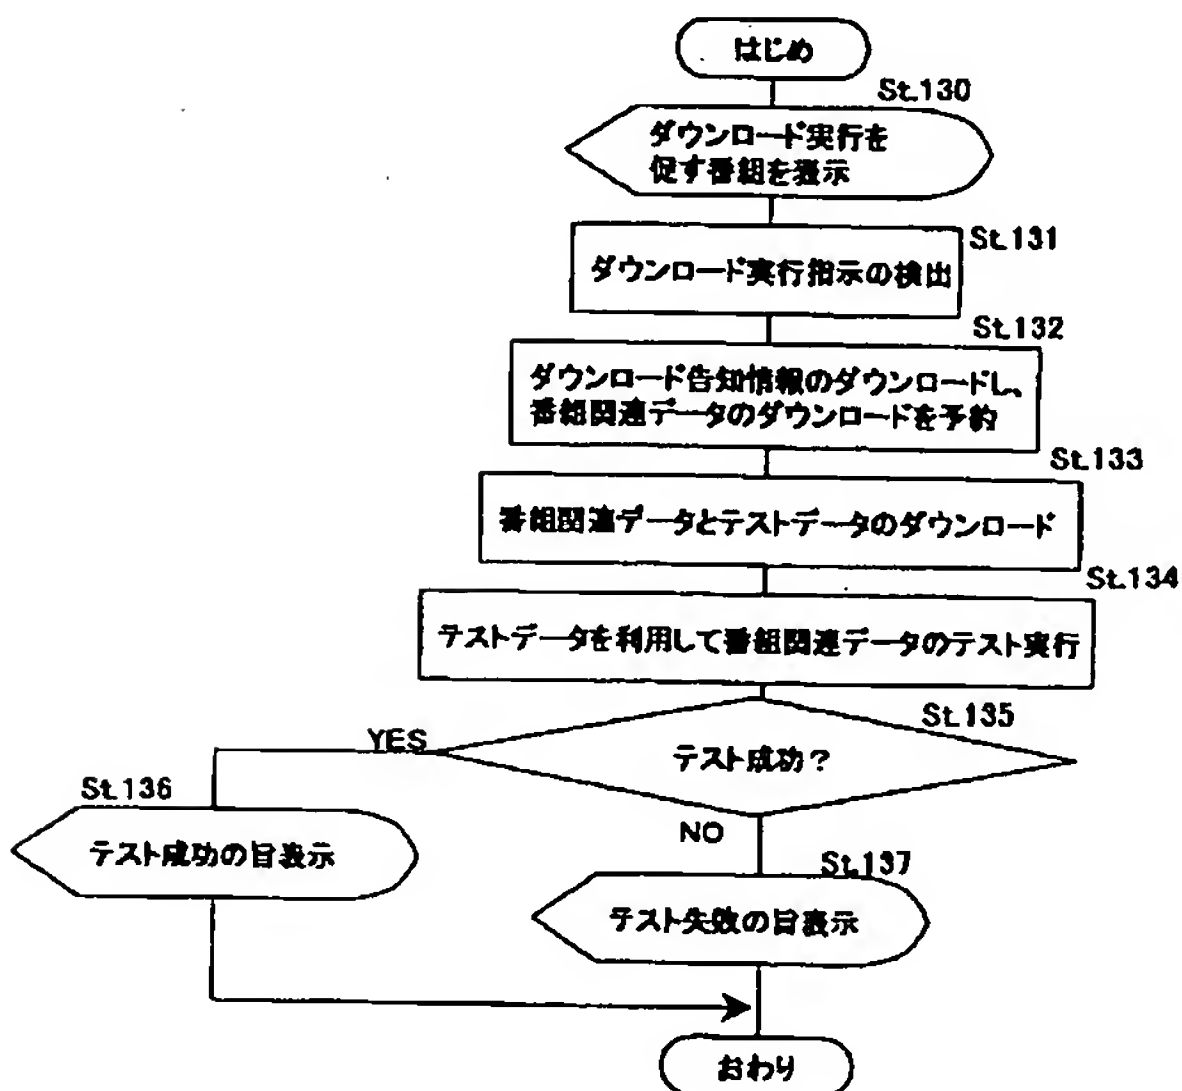 はじめ
St.130
ダウンロード実行を
促す番組を表示
St.131
ダウンロード実行指示の検出
St.132
ダウンロード告知情報のダウンロードし、
番組関連データのダウンロードを予約
St.133
番組関連データとテストデータのダウンロード
St.134
テストデータを利用して番組関連データのテスト実行
St.135
テスト成功?
YES
NO
St.136
テスト成功の旨表示
St.137
テスト失敗の旨表示
おわり